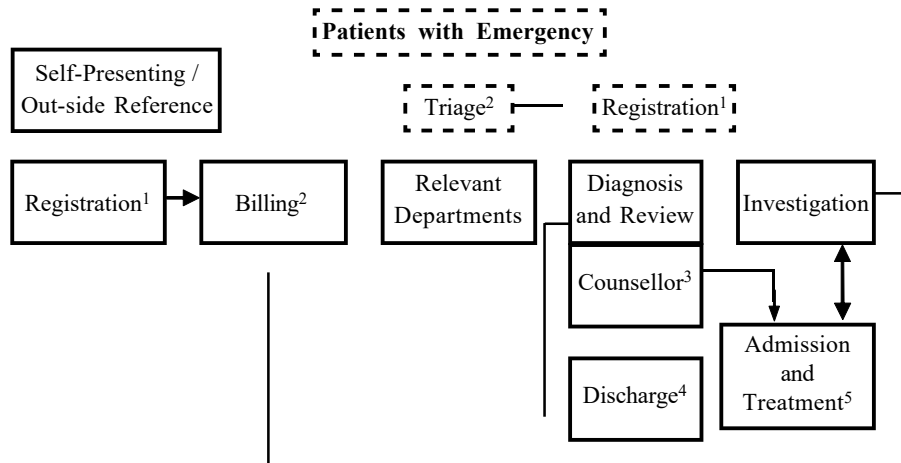 Patients with Emergency
Self-Presenting /
Out-side Reference
Triage²
Registration¹
Registration¹
Billing²
Relevant
Departments
Diagnosis
and Review
Investigation
Counsellor³
Admission
and
Treatment⁵
Discharge⁴